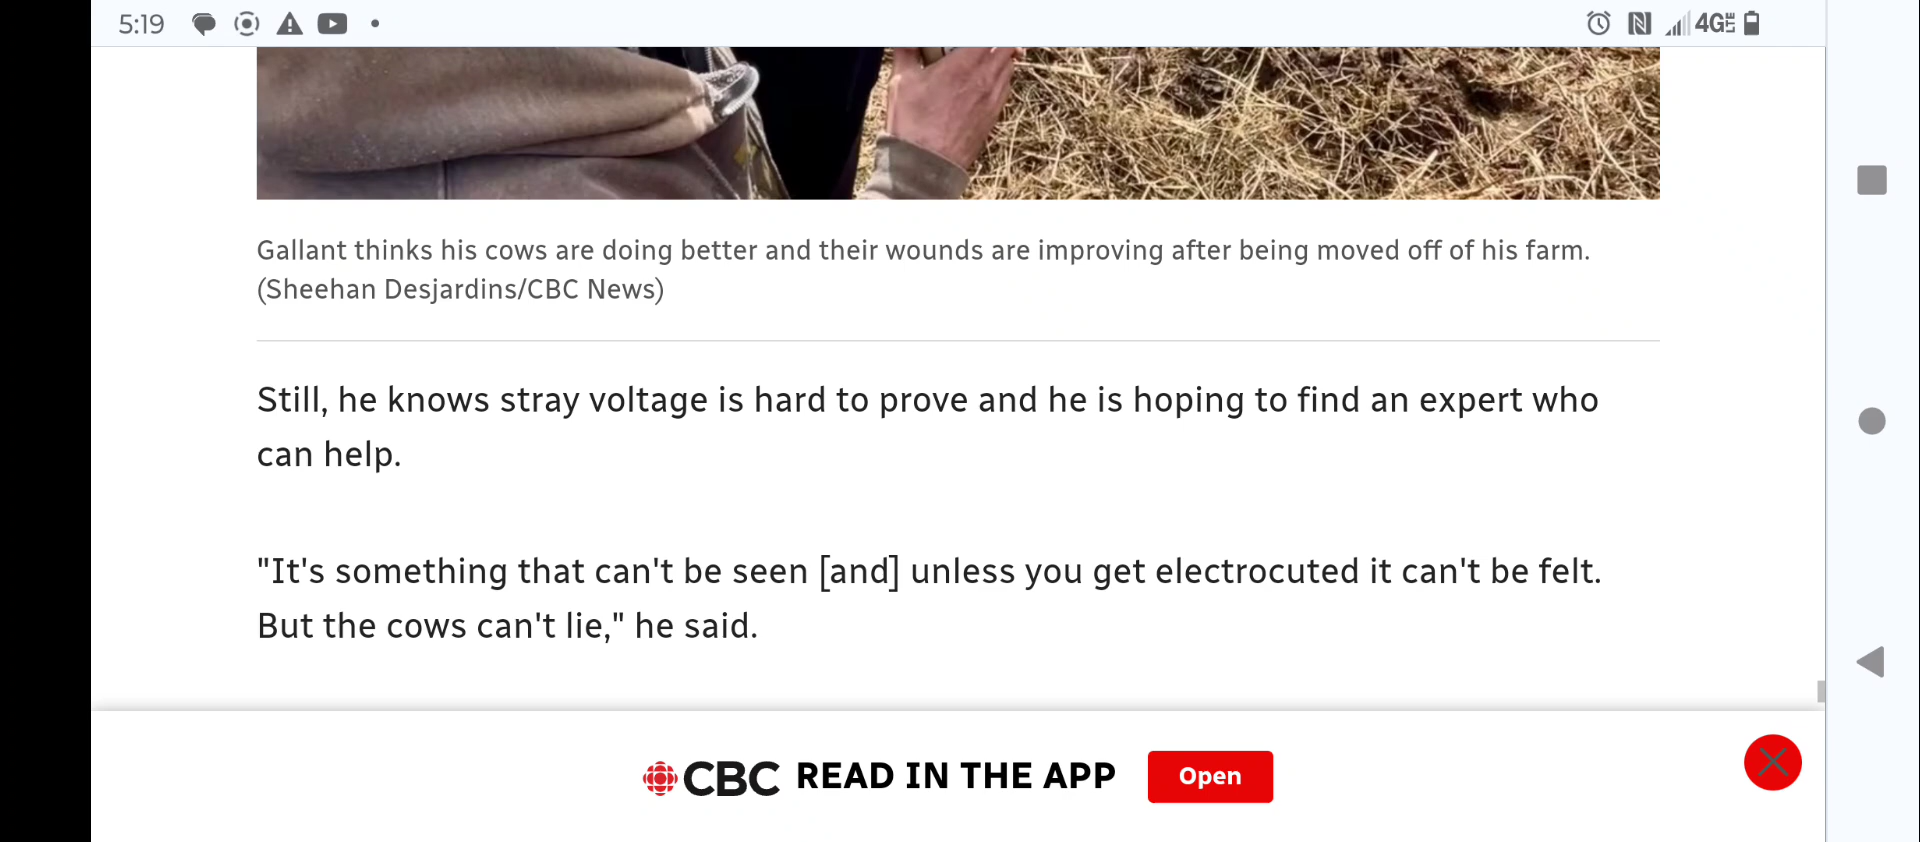 5:19 4G LTE
Gallant thinks his cows are doing better and their wounds are improving after being moved off of his farm.
(Sheehan Desjardins/CBC News)
Still, he knows stray voltage is hard to prove and he is hoping to find an expert who
can help.
"It's something that can't be seen [and] unless you get electrocuted it can't be felt.
But the cows can't lie," he said.
CBC READ IN THE APP Open